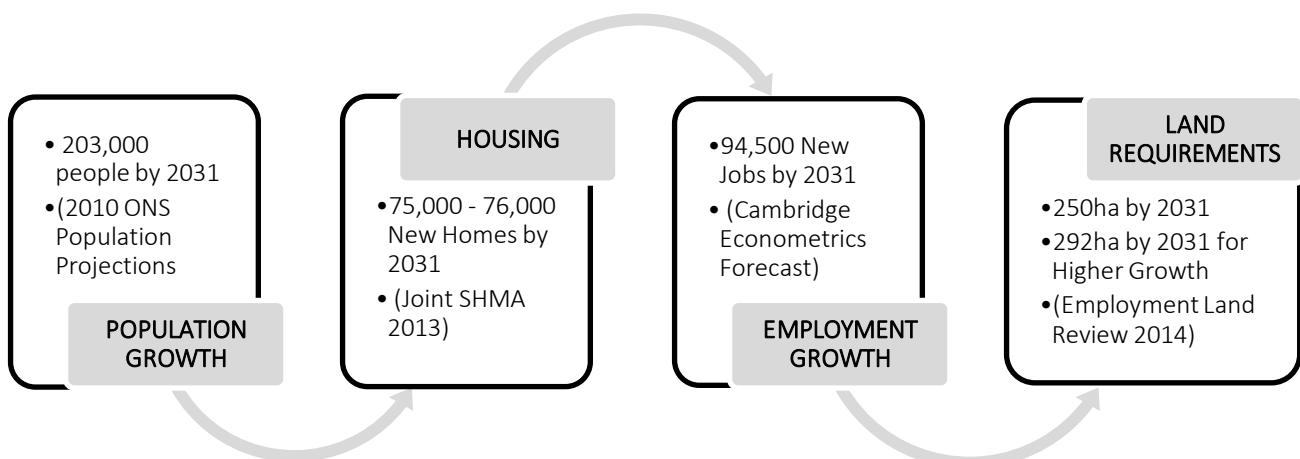 • 203,000
people by 2031
•(2010 ONS
Population
Projections
POPULATION
GROWTH
HOUSING
•75,000 - 76,000
New Homes by
2031
• (Joint SHMA
2013)
•94,500 New
Jobs by 2031
• (Cambridge
Econometrics
Forecast)
EMPLOYMENT
GROWTH
LAND
REQUIREMENTS
•250ha by 2031
•292ha by 2031 for
Higher Growth
•(Employment Land
Review 2014)